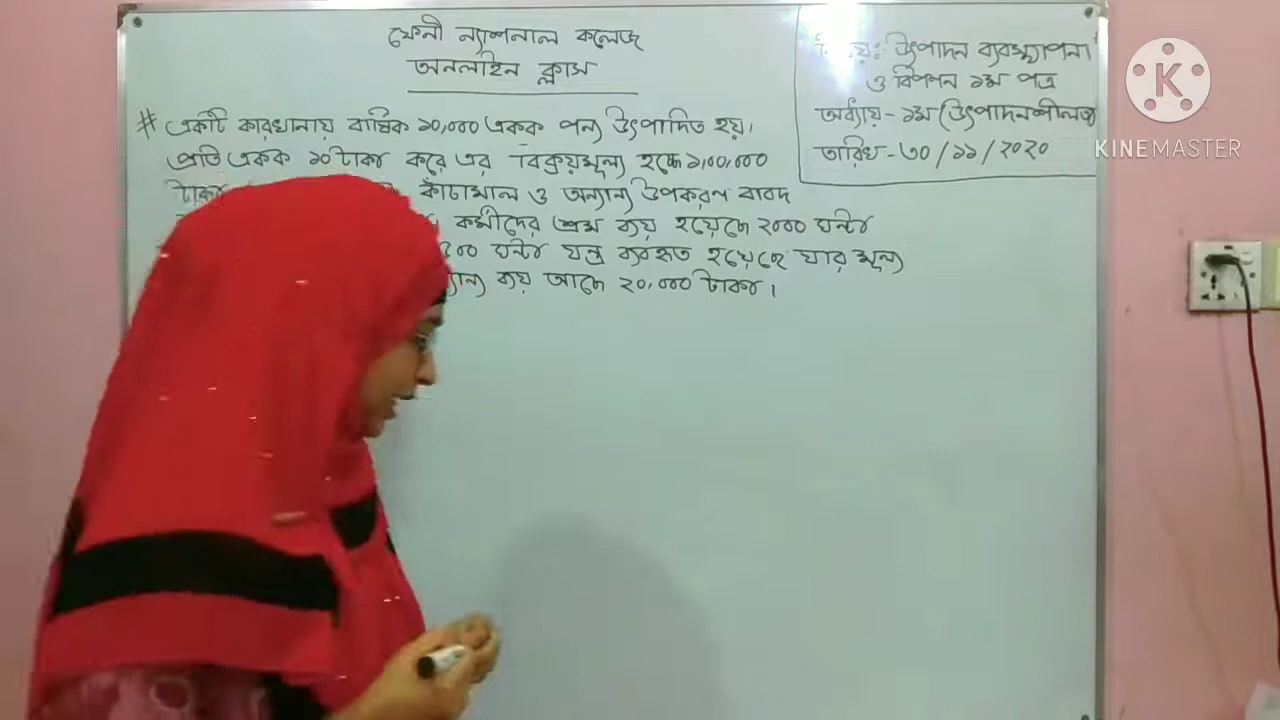 ফেনী ন্যাশনাল কলেজ
অনলাইন ক্লাস
উৎপাদন ব্যবস্থাপনা
ও বিপণন ১ম পত্র
অধ্যায় - ১ম (উৎপাদনশীলতা
তারিখ - ৩০/১১/২০২০
# একটি কারখানায় বার্ষিক ১০,০০০ একক পন্য উৎপাদিত হয়।
প্রতি একক ১০ টাকা করে এর বিক্রয়মূল্য হচ্ছে ১,০০,০০০
টাকা কাঁচামাল ও অন্যান্য উপকরণ বাবদ
কর্মীদের শ্রম ব্যয় হয়েছে ২০০০ ঘন্টা
ঘন্টা যন্ত্র ব্যবহৃত হয়েছে যার মূল্য
ব্যয় আছে ২০,০০০ টাকা।
K
KINEMASTER